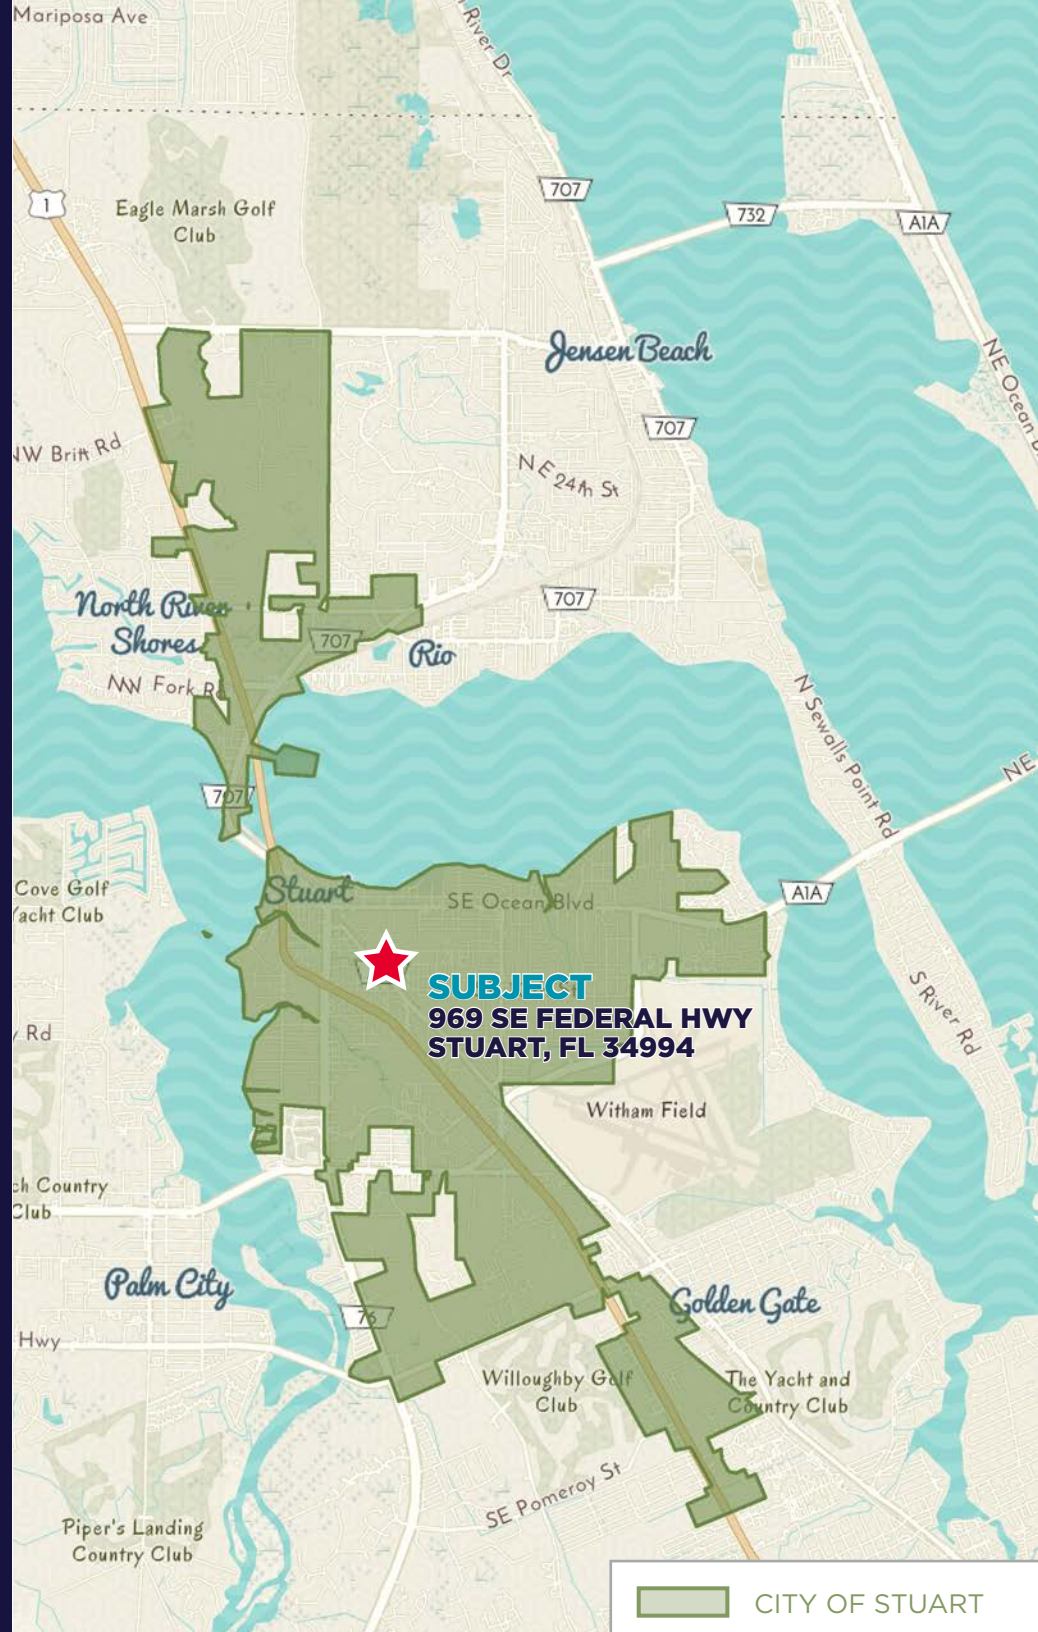 Mariposa Ave
River Dr
1
Eagle Marsh Golf
Club
707
732
A1A
NE Ocean
Jensen Beach
707
NW Britt Rd
NE 24th St
North River
Shores
707
707
Rio
NW Fork Rd
N Sewalls Point Rd
NE
707
Cove Golf
Yacht Club
Stuart
SE Ocean Blvd
A1A
SUBJECT
969 SE FEDERAL HWY
STUART, FL 34994
S River Rd
Rd
Witham Field
Country
Club
Palm City
Golden Gate
76
Hwy
Willoughby Golf
Club
The Yacht and
Country Club
SE Pomeroy St
Piper's Landing
Country Club
CITY OF STUART